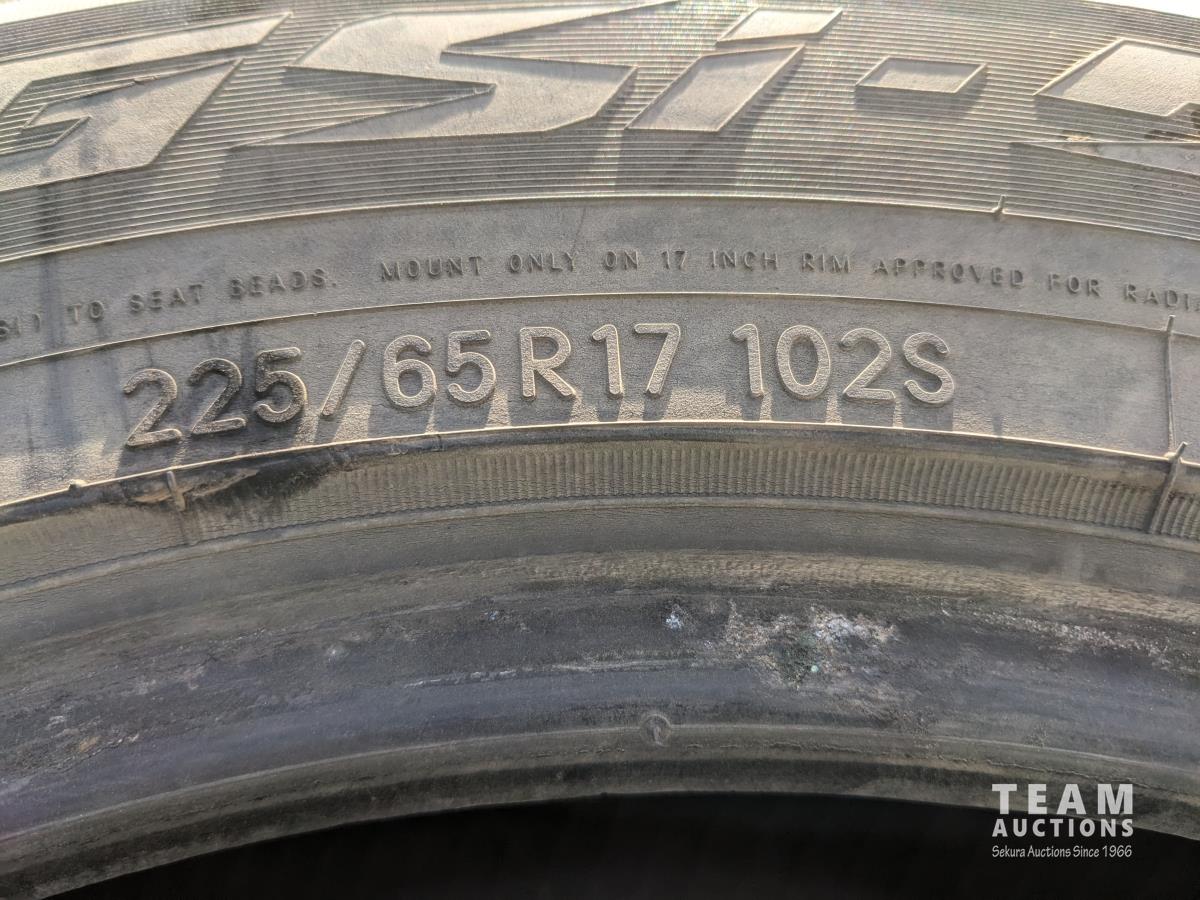 GSi-
TO SEAT BEADS. MOUNT ONLY ON 17 INCH RIM APPROVED FOR
225/65R17 102S
TEAM
AUCTIONS
Sekura Auctions Since 1966